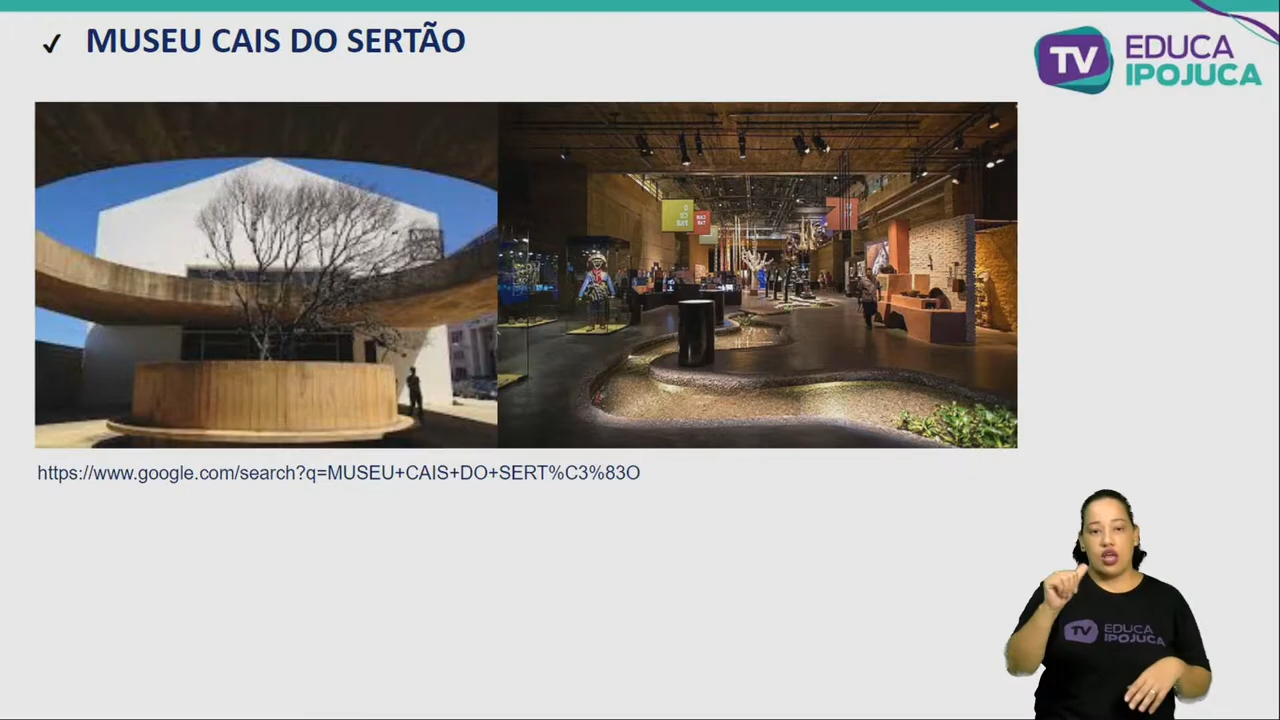 ✓ MUSEU CAIS DO SERTÃO
TV EDUCA
IPOJUCA
https://www.google.com/search?q=MUSEU+CAIS+DO+SERT%C3%83O
TV EDUCA
IPOJUCA